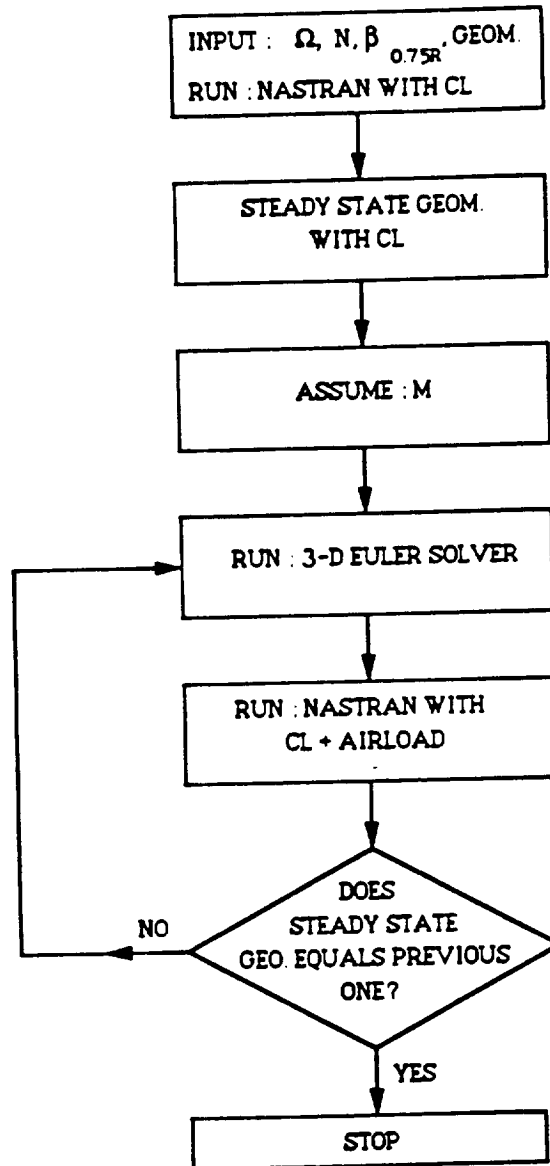 INPUT : Ω, N, β 0.75R, GEOM.
RUN : NASTRAN WITH CL
STEADY STATE GEOM.
WITH CL
ASSUME : M
RUN : 3-D EULER SOLVER
RUN : NASTRAN WITH
CL + AIRLOAD
DOES
STEADY STATE
GEO. EQUALS PREVIOUS
ONE?
NO
YES
STOP